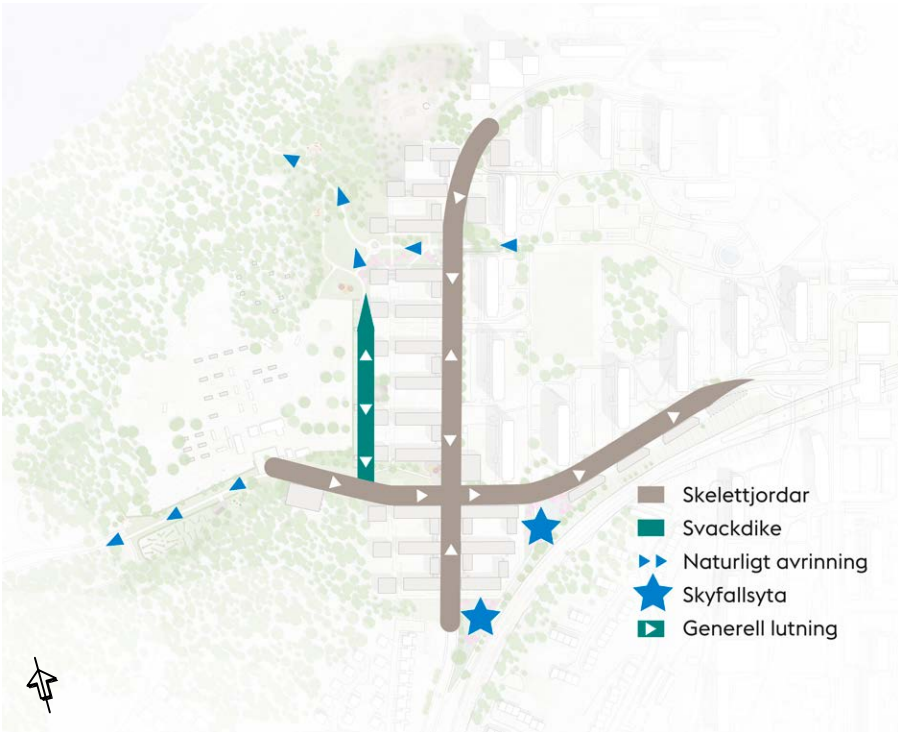 Skelettjordar
Svackdike
Naturligt avrinning
Skyfallsyta
Generell lutning